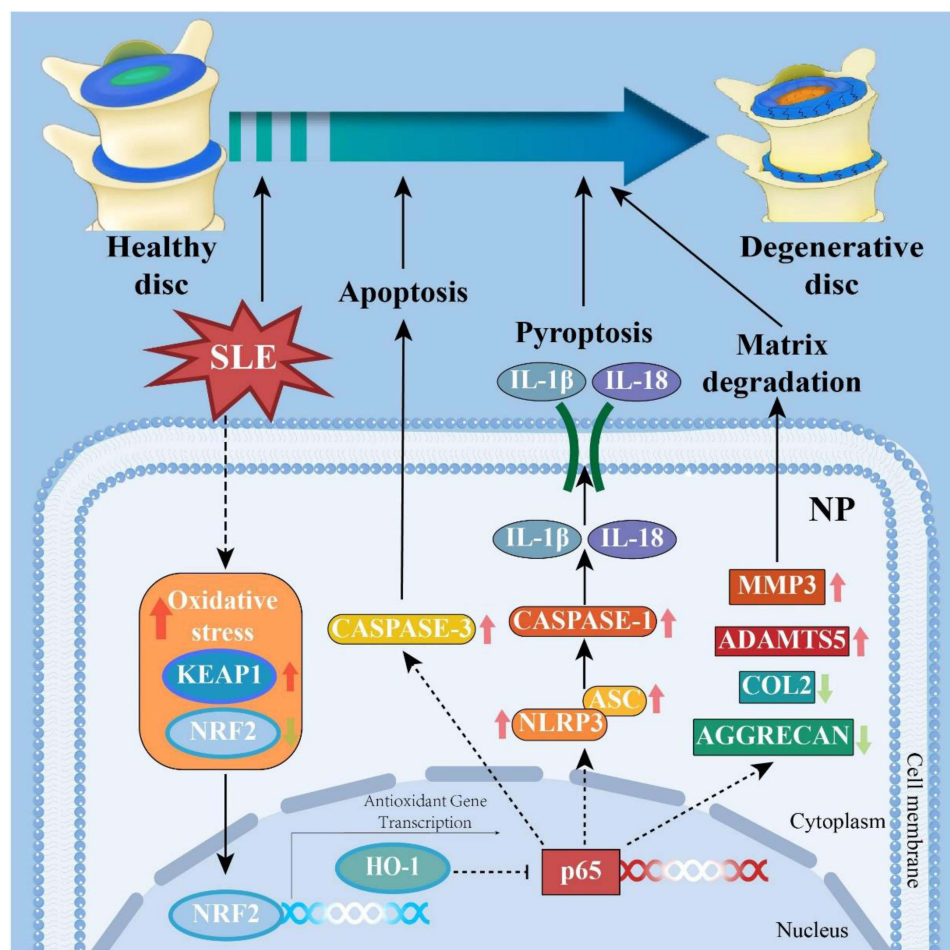 Healthy
disc
Degenerative
disc
SLE
Apoptosis
Pyroptosis
Matrix
degradation
IL-1β
IL-18
NP
IL-1β
IL-18
Oxidative
stress
KEAP1
NRF2
CASPASE-3
CASPASE-1
ASC
NLRP3
MMP3
ADAMTS5
COL2
AGGRECAN
Cell membrane
Cytoplasm
Antioxidant Gene
Transcription
HO-1
p65
NRF2
Nucleus